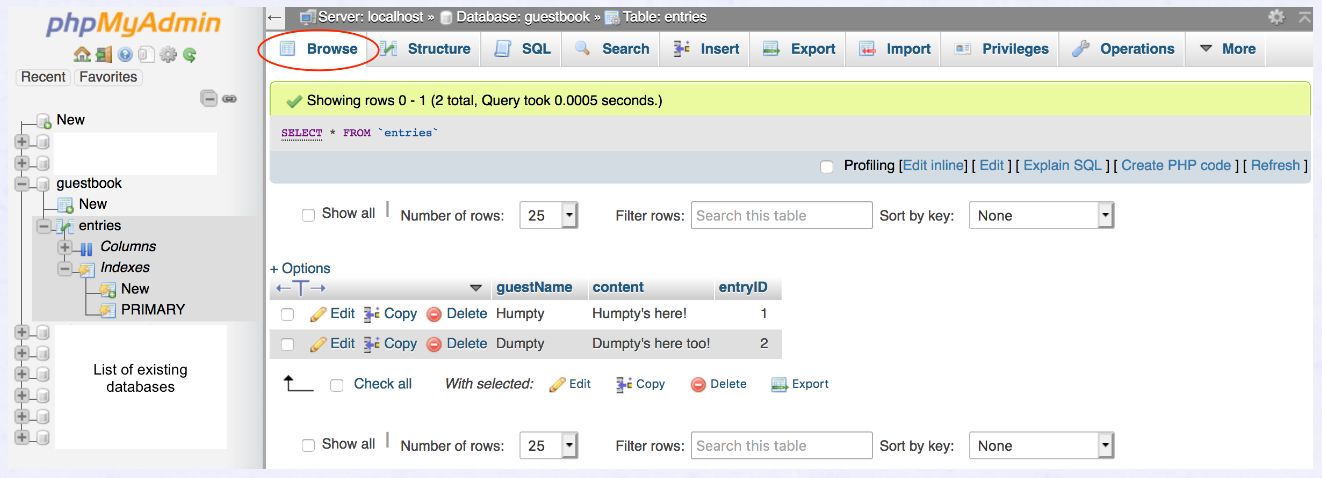 phpMyAdmin
Recent Favorites
New
guestbook
New
entries
Columns
Indexes
New
PRIMARY
List of existing
databases
Server: localhost » Database: guestbook » Table: entries
Browse Structure SQL Search Insert Export Import Privileges Operations More
Showing rows 0 - 1 (2 total, Query took 0.0005 seconds.)
SELECT * FROM `entries`
Profiling [Edit inline] [ Edit ] [ Explain SQL ] [ Create PHP code ] [ Refresh ]
Show all | Number of rows: 25 Filter rows: Search this table Sort by key: None
+ Options
←T→ guestName content entryID
Edit Copy Delete Humpty Humpty's here! 1
Edit Copy Delete Dumpty Dumpty's here too! 2
Check all With selected: Edit Copy Delete Export
Show all | Number of rows: 25 Filter rows: Search this table Sort by key: None